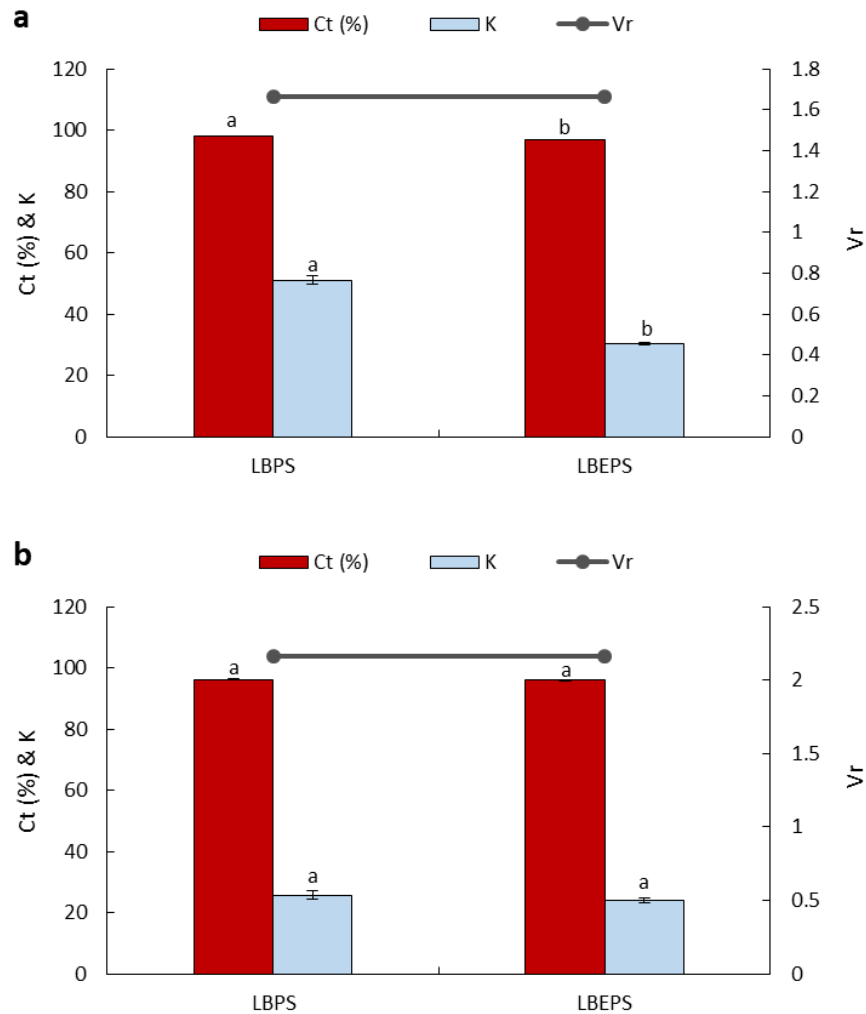 a
Ct (%) K Vr
120 1.8
1.6
100 a b
1.4
80 1.2
1
60 a
0.8
40 b 0.6
0.4
20
0.2
0 0
LBPS LBEPS
Ct (%) & K
Vr
b
Ct (%) K Vr
120 2.5
100 a a
2
80
1.5
60
1
40
a a
20 0.5
0 0
LBPS LBEPS
Ct (%) & K
Vr